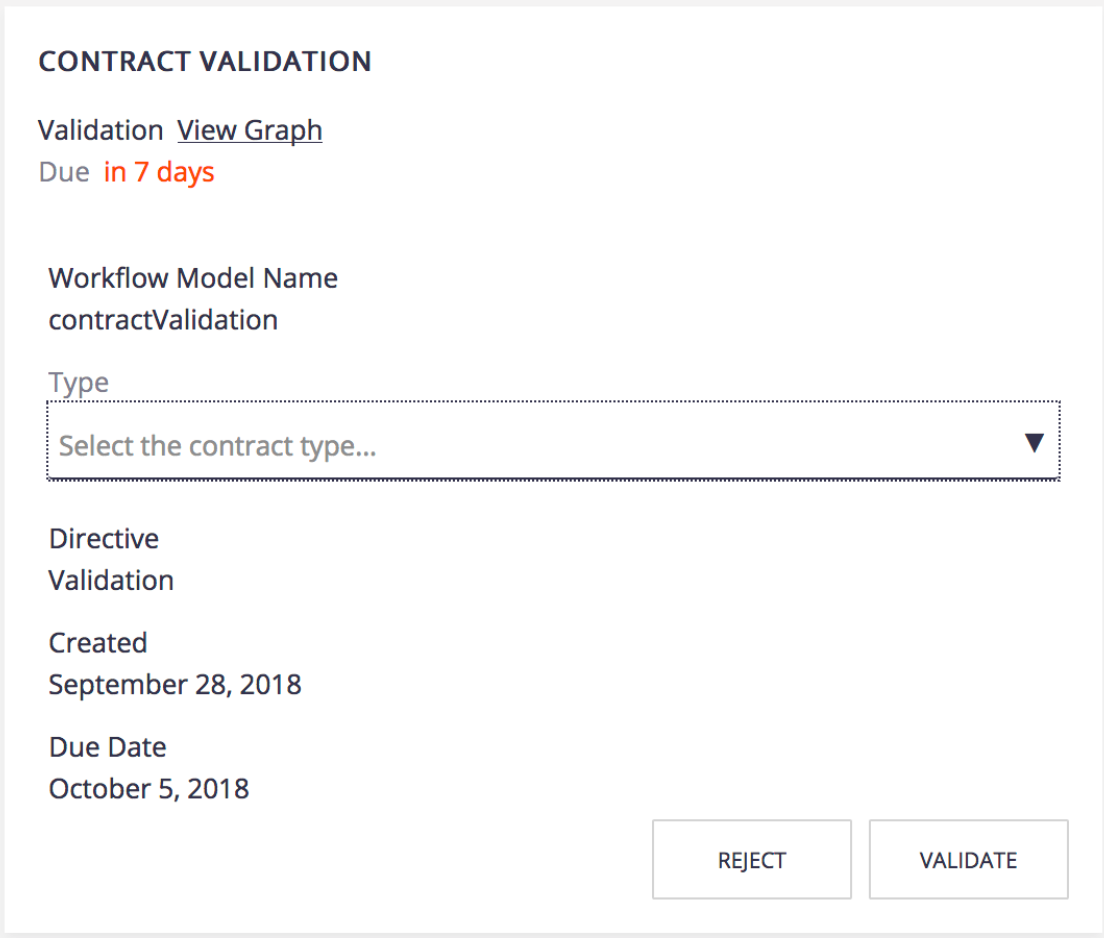 CONTRACT VALIDATION
Validation View Graph
Due in 7 days
Workflow Model Name
contractValidation
Type
Select the contract type...
Directive
Validation
Created
September 28, 2018
Due Date
October 5, 2018
REJECT VALIDATE